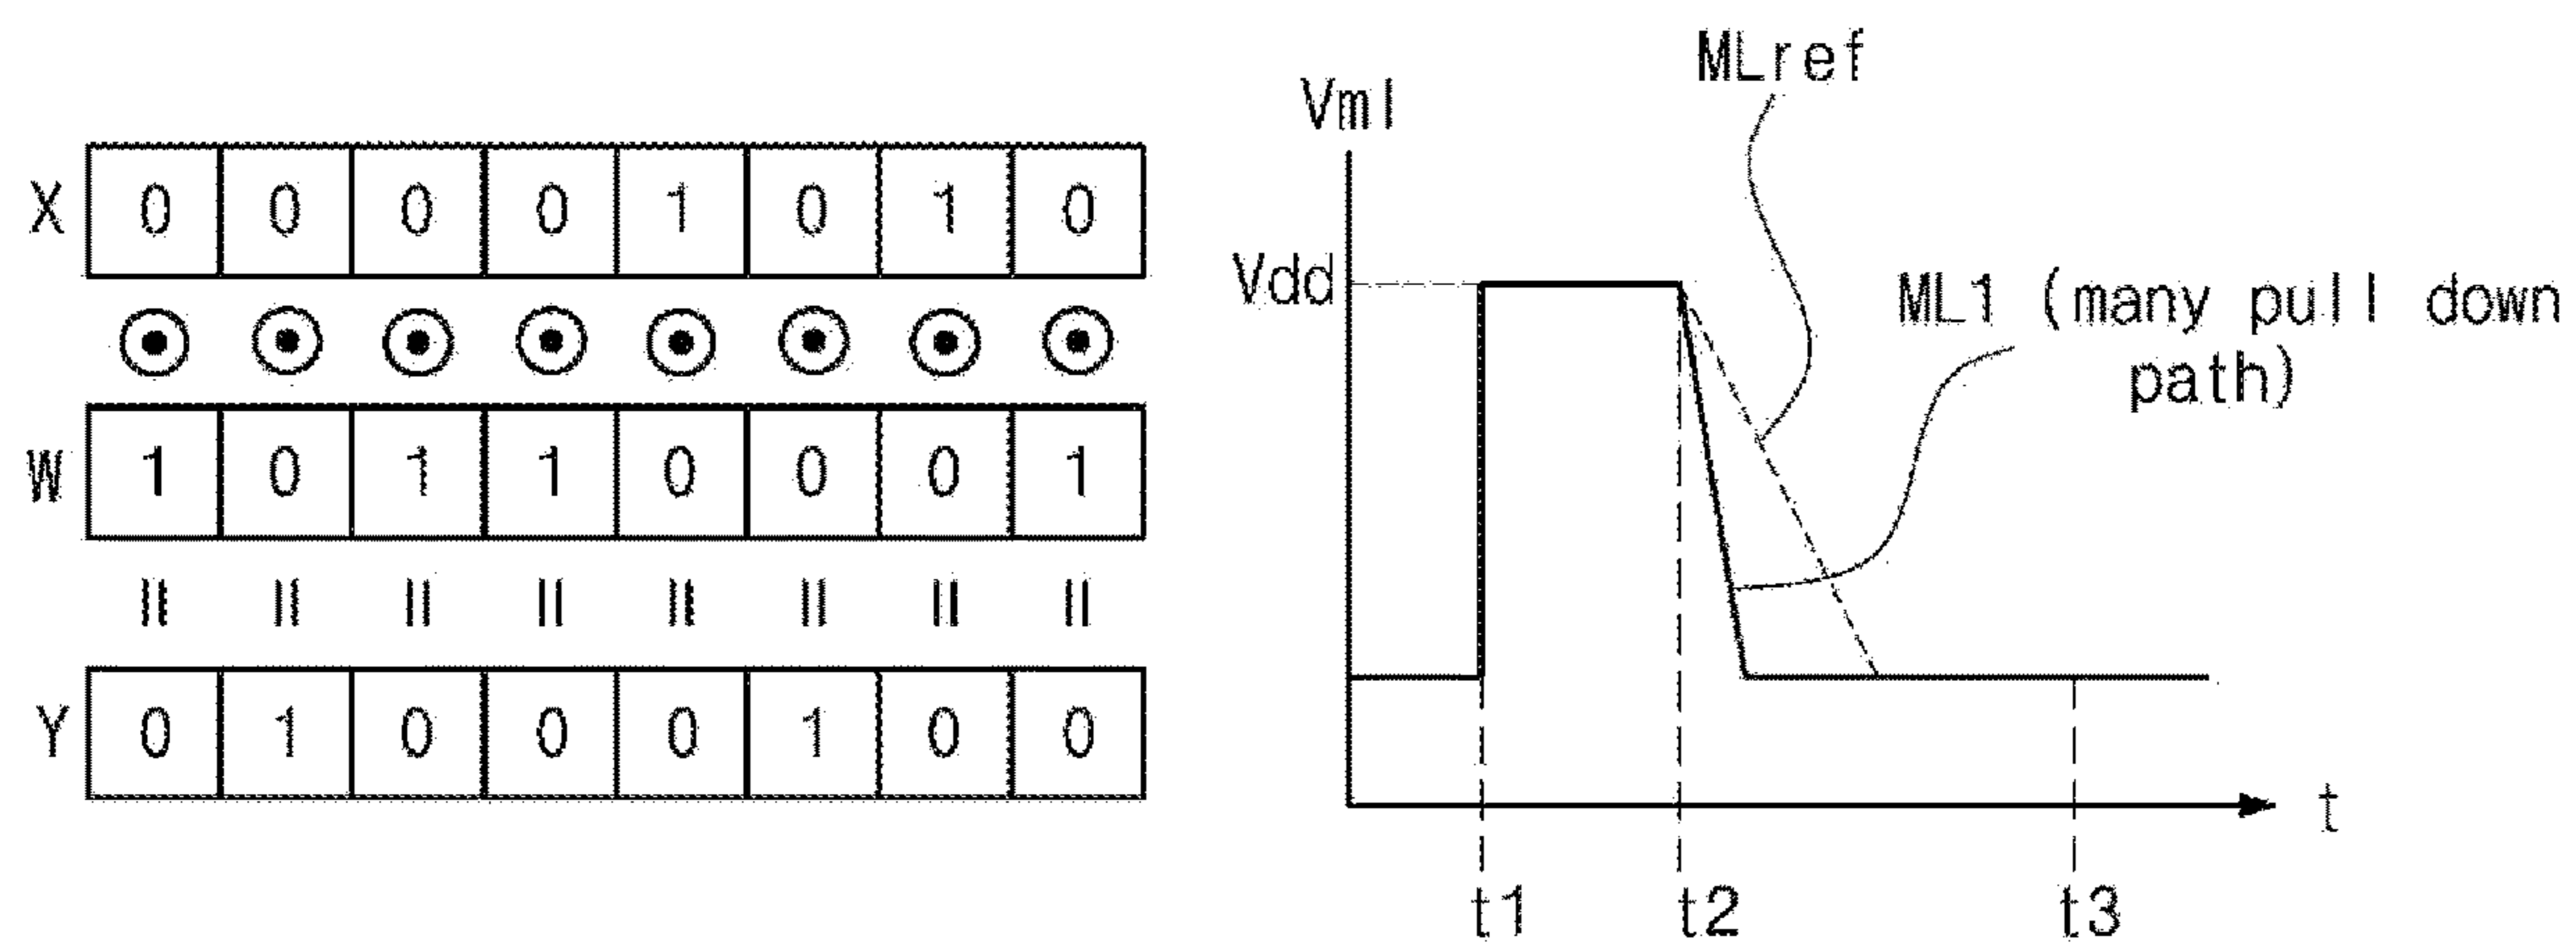 X 0 0 0 0 1 0 1 0
⊙ ⊙ ⊙ ⊙ ⊙ ⊙ ⊙ ⊙
W 1 0 1 1 0 0 0 1
|| || || || || || || ||
Y 0 1 0 0 0 1 0 0
MLref
Vml
Vdd
ML1 (many pull down
path)
t
t1 t2 t3